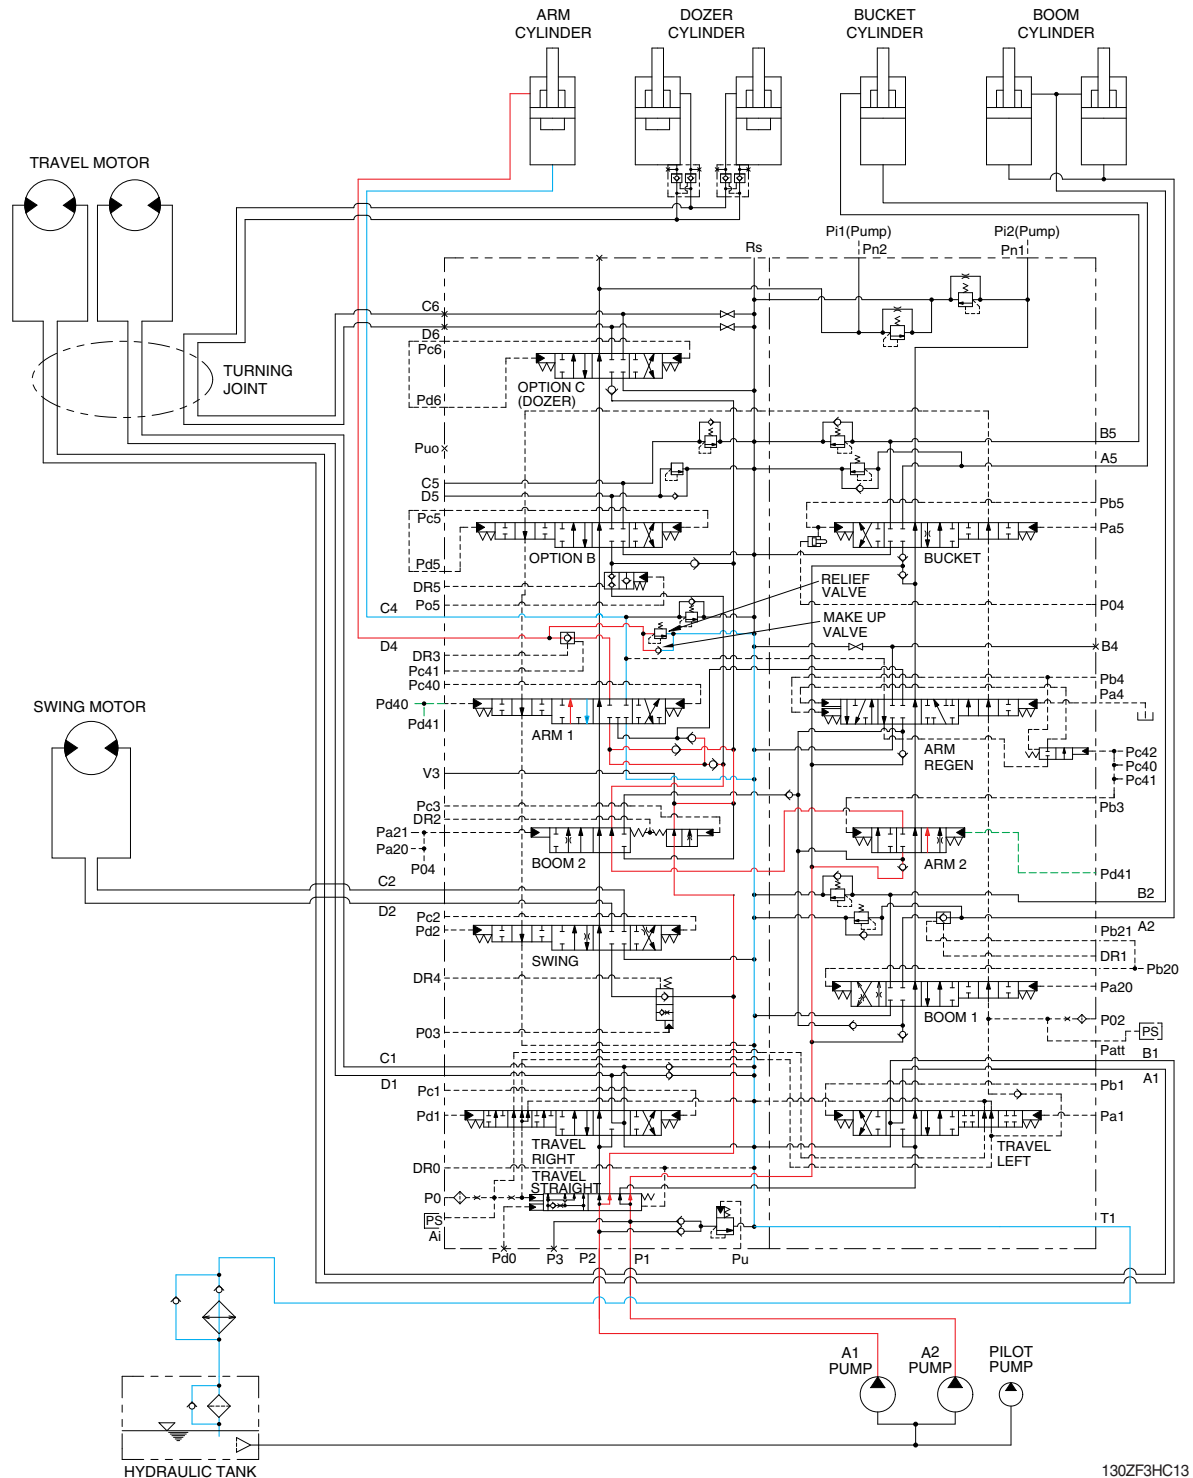 ARM
CYLINDER
DOZER
CYLINDER
BUCKET
CYLINDER
BOOM
CYLINDER
TRAVEL MOTOR
TURNING
JOINT
Rs
Pi1(Pump)
Pn2
Pi2(Pump)
Pn1
C6
D6
Pc6
Pd6
OPTION C
(DOZER)
Puo
C5
D5
Pc5
Pd5
OPTION B
DR5
Po5
C4
D4
DR3
Pc41
Pc40
Pd40
Pd41
ARM 1
RELIEF
VALVE
MAKE UP
VALVE
B5
A5
Pb5
Pa5
BUCKET
P04
B4
Pb4
Pa4
ARM
REGEN
Pc42
Pc40
Pc41
Pb3
SWING MOTOR
V3
Pc3
DR2
Pa21
Pa20
P04
BOOM 2
ARM 2
Pd41
C2
D2
Pc2
Pd2
SWING
B2
A2
Pb21
DR1
Pb20
Pa20
BOOM 1
DR4
P03
P02
PS
Patt
C1
D1
B1
A1
Pc1
Pd1
Pb1
Pa1
TRAVEL
RIGHT
TRAVEL
LEFT
DR0
TRAVEL
STRAIGHT
P0
PS
Ai
T1
Pd0
P3
P2
P1
Pu
A1
PUMP
A2
PUMP
PILOT
PUMP
HYDRAULIC TANK
130ZF3HC13